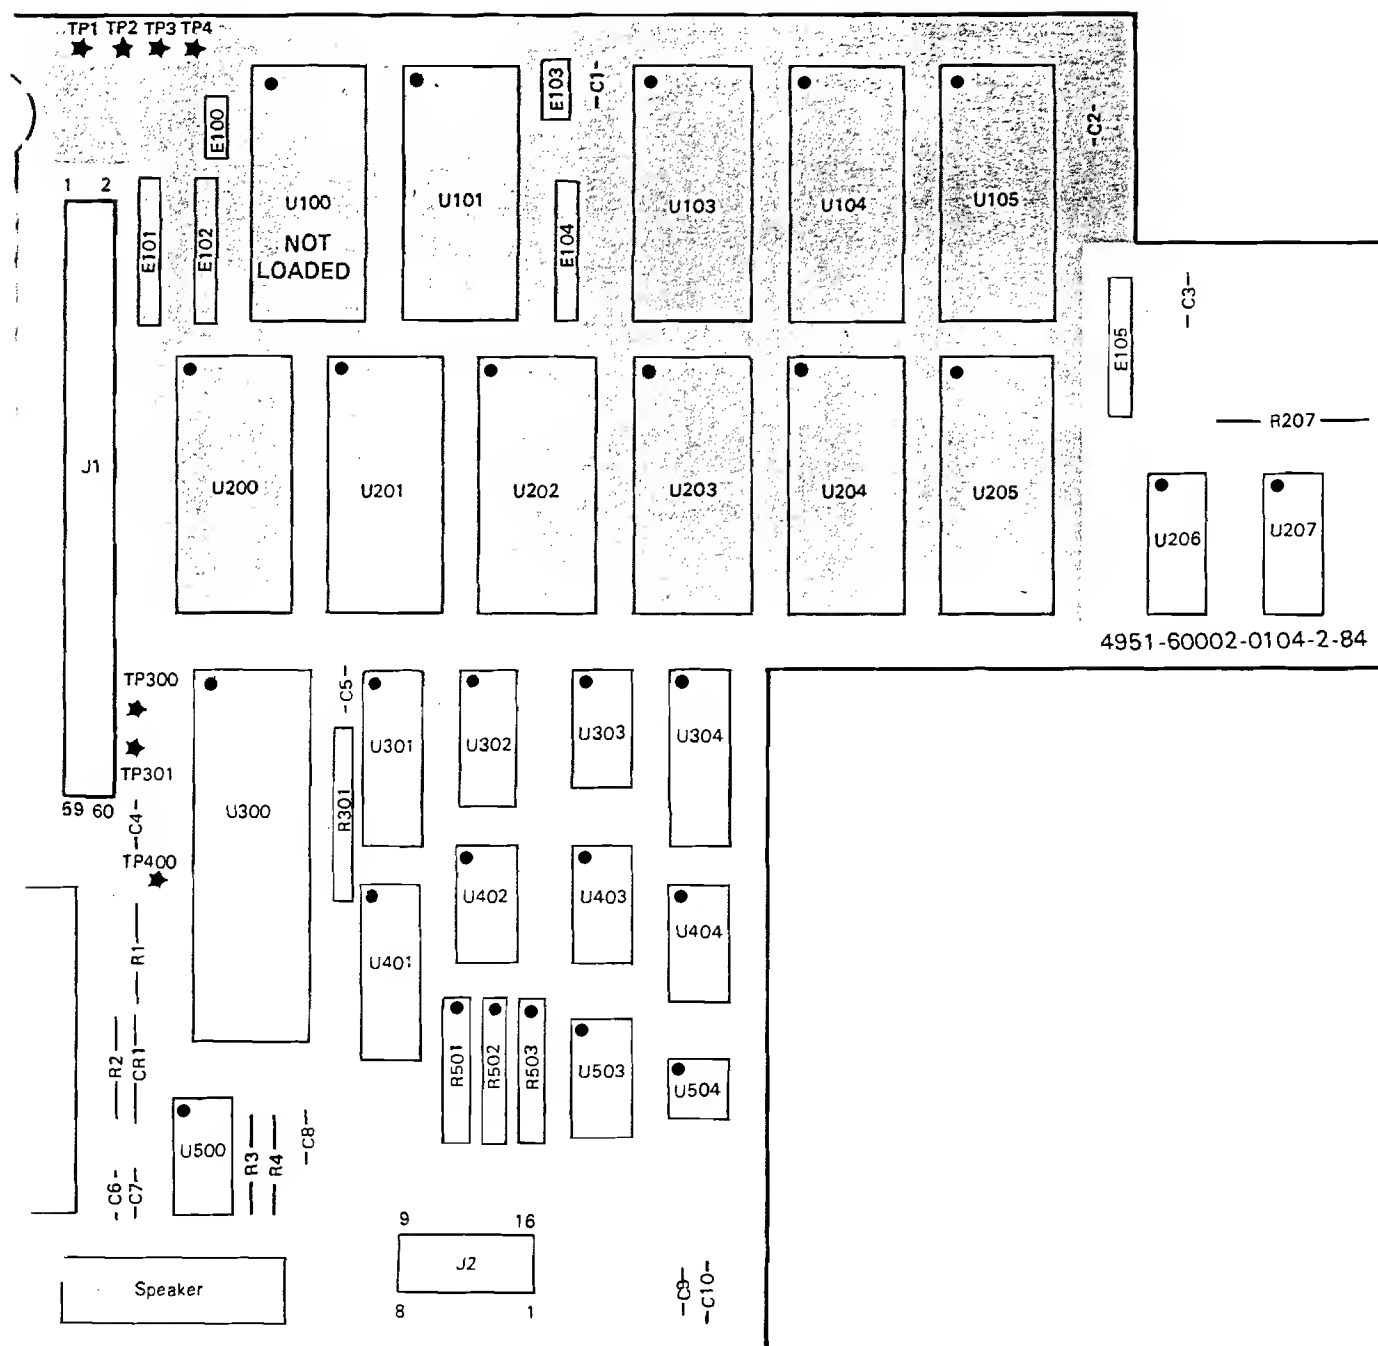 TP1 TP2 TP3 TP4
E100
E103
-C1-
-C2-
1 2
E101
E102
U100
NOT
LOADED
U101
E104
U103
U104
U105
-C3-
E105
R207
J1
U200
U201
U202
U203
U204
U205
U206
U207
4951-60002-0104-2-84
TP300
TP301
59 60
-C4-
TP400
U300
-C5-
R301
U301
U302
U303
U304
U401
U402
U403
U404
R1
R2
CR1
R501
R502
R503
U503
U504
U500
R3
R4
-C8-
-C6-
-C7-
9 16
J2
8 1
Speaker
-C9-
-C10-